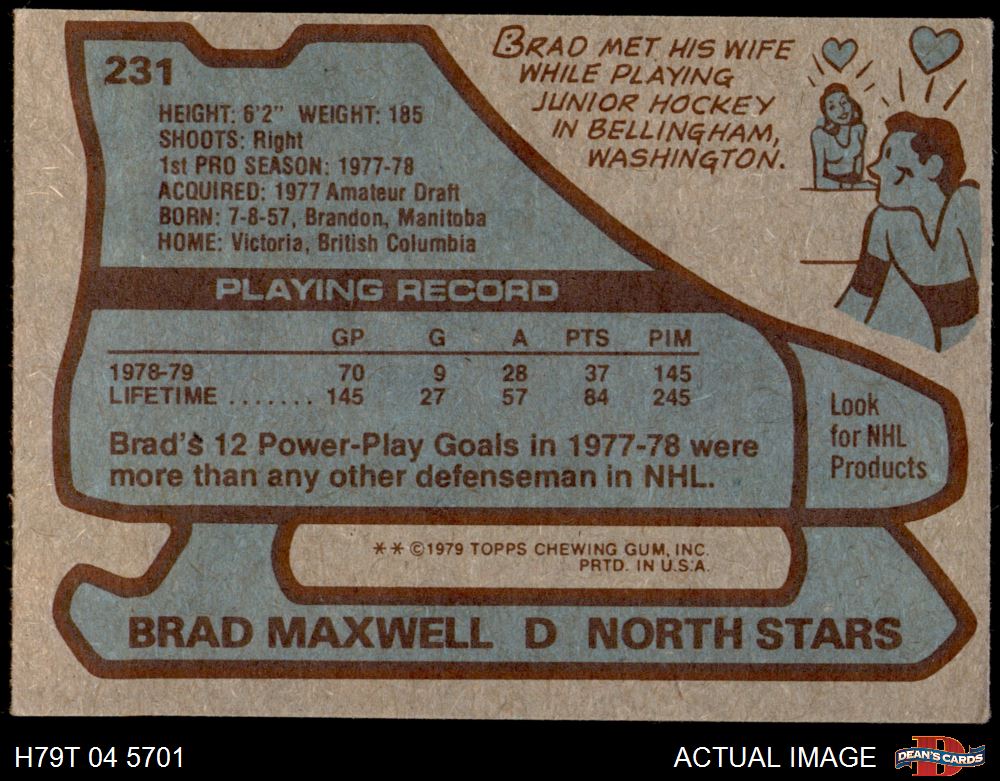 231
HEIGHT: 6'2" WEIGHT: 185
SHOOTS: Right
1st PRO SEASON: 1977-78
ACQUIRED: 1977 Amateur Draft
BORN: 7-8-57, Brandon, Manitoba
HOME: Victoria, British Columbia
BRAD MET HIS WIFE
WHILE PLAYING
JUNIOR HOCKEY
IN BELLINGHAM,
WASHINGTON.
PLAYING RECORD
GP G A PTS PIM
1978-79 70 9 28 37 145
LIFETIME ....... 145 27 57 84 245
Brad's 12 Power-Play Goals in 1977-78 were
more than any other defenseman in NHL.
Look
for NHL
Products
** ©1979 TOPPS CHEWING GUM, INC.
PRTD. IN U.S.A.
BRAD MAXWELL D NORTH STARS
H79T 04 5701
ACTUAL IMAGE
D
DEAN'S CARDS